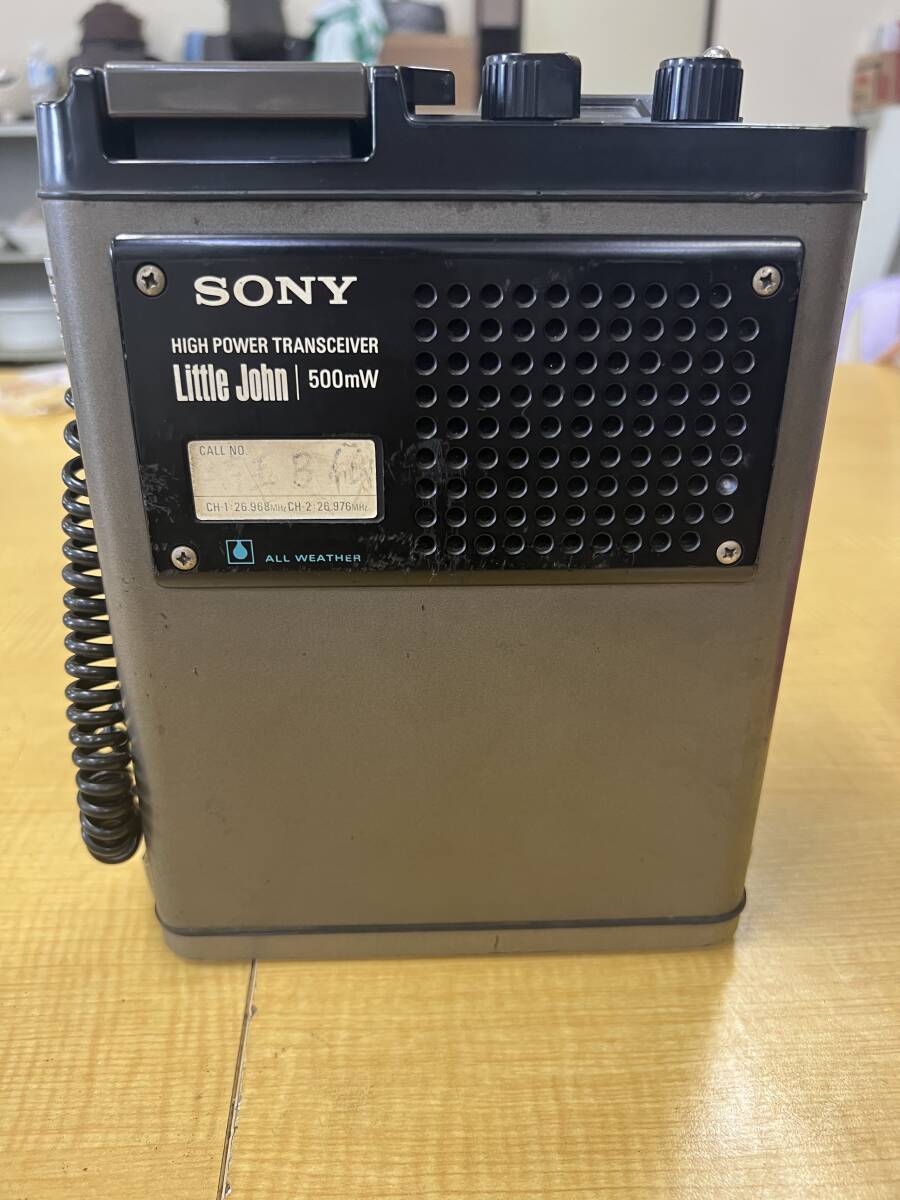 SONY
HIGH POWER TRANSCEIVER
Little John | 500mW
CALL NO.
B
CH-1:26.968MHz CH-2:26.976MHz
ALL WEATHER